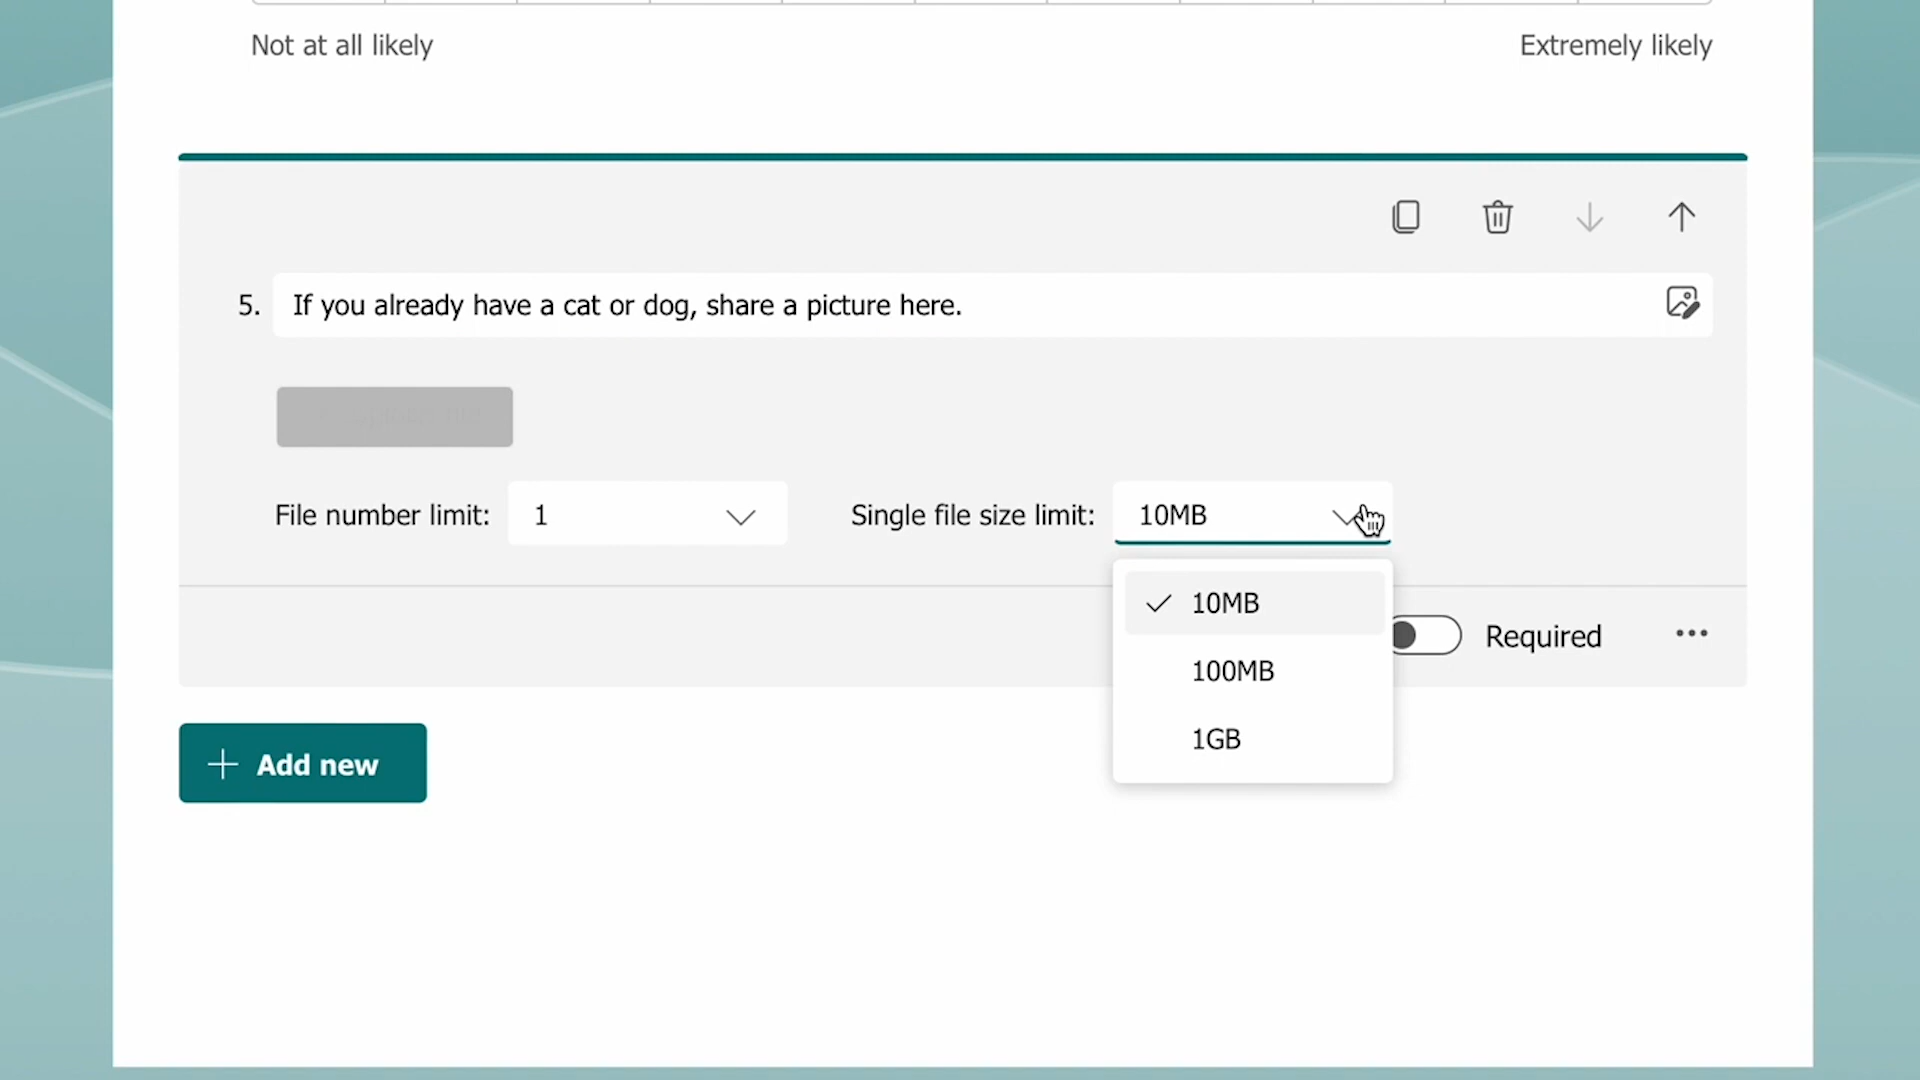 Not at all likely
Extremely likely
5. If you already have a cat or dog, share a picture here.
File number limit: 1
Single file size limit: 10MB
10MB
100MB
1GB
Required
Add new